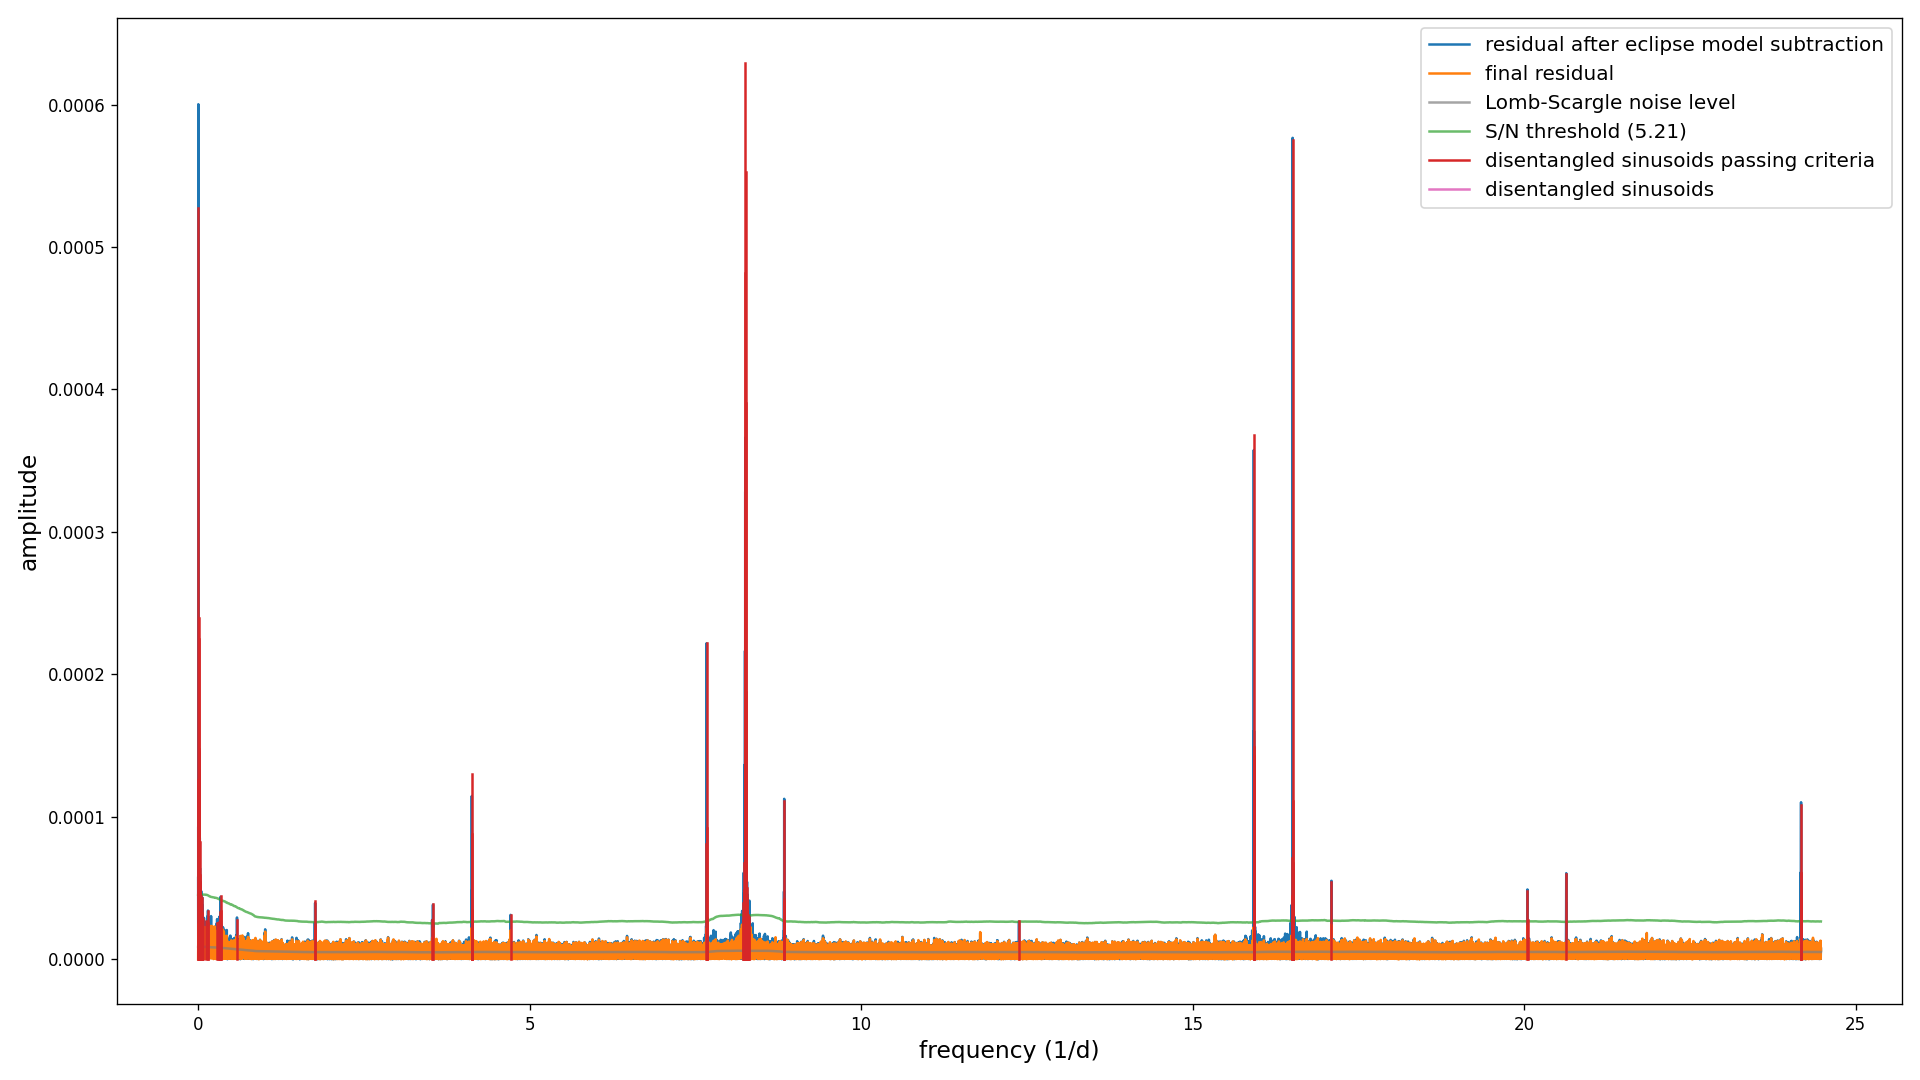 residual after eclipse model subtraction
final residual
Lomb-Scargle noise level
S/N threshold (5.21)
disentangled sinusoids passing criteria
disentangled sinusoids
0.0006
0.0005
0.0004
0.0003
0.0002
0.0001
0.0000
amplitude
0 5 10 15 20 25
frequency (1/d)